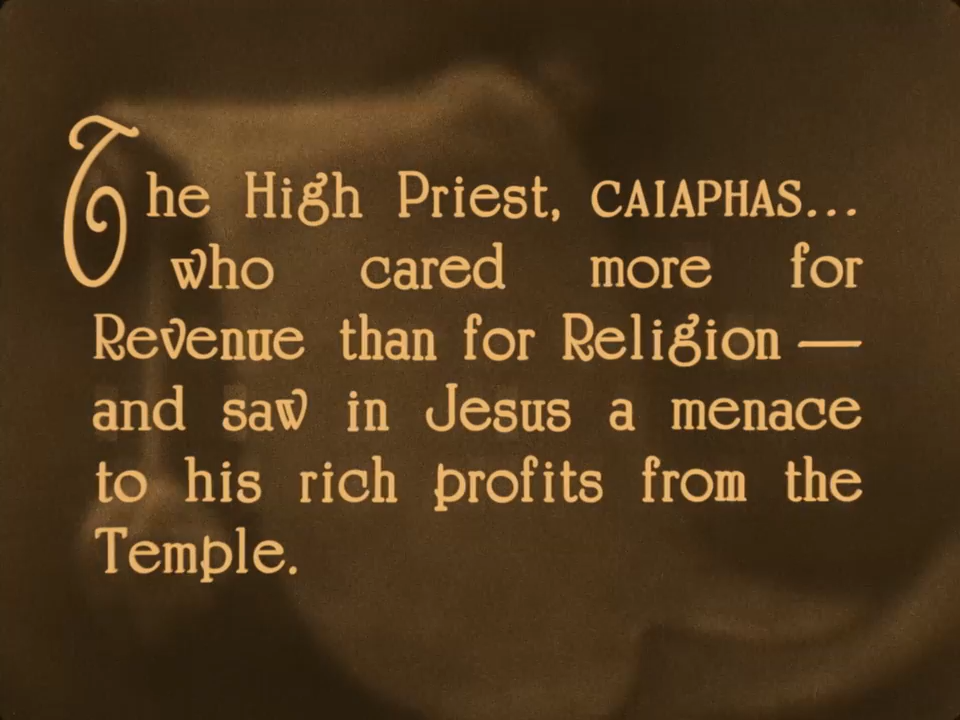 The High Priest, CAIAPHAS...
who cared more for
Revenue than for Religion —
and saw in Jesus a menace
to his rich profits from the
Temple.